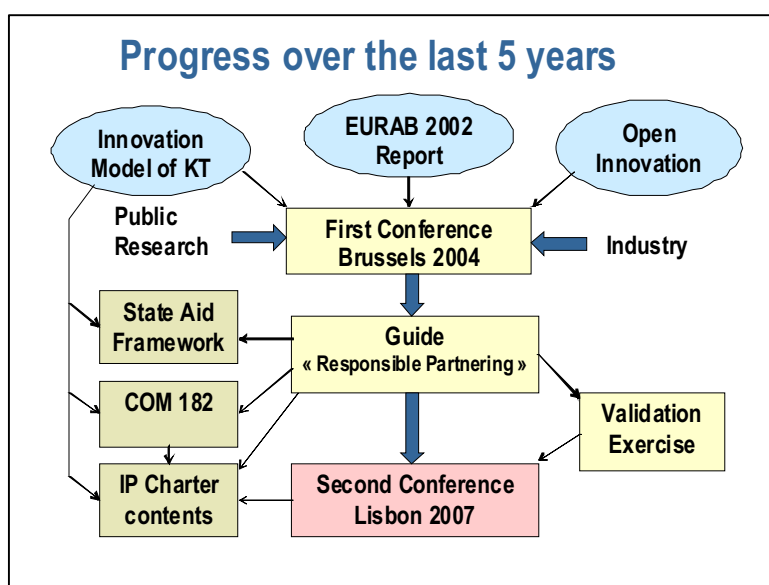 Progress over the last 5 years
Innovation
Model of KT
EURAB 2002
Report
Open
Innovation
Public
Research
First Conference
Brussels 2004
Industry
State Aid
Framework
Guide
« Responsible Partnering »
COM 182
Validation
Exercise
IP Charter
contents
Second Conference
Lisbon 2007